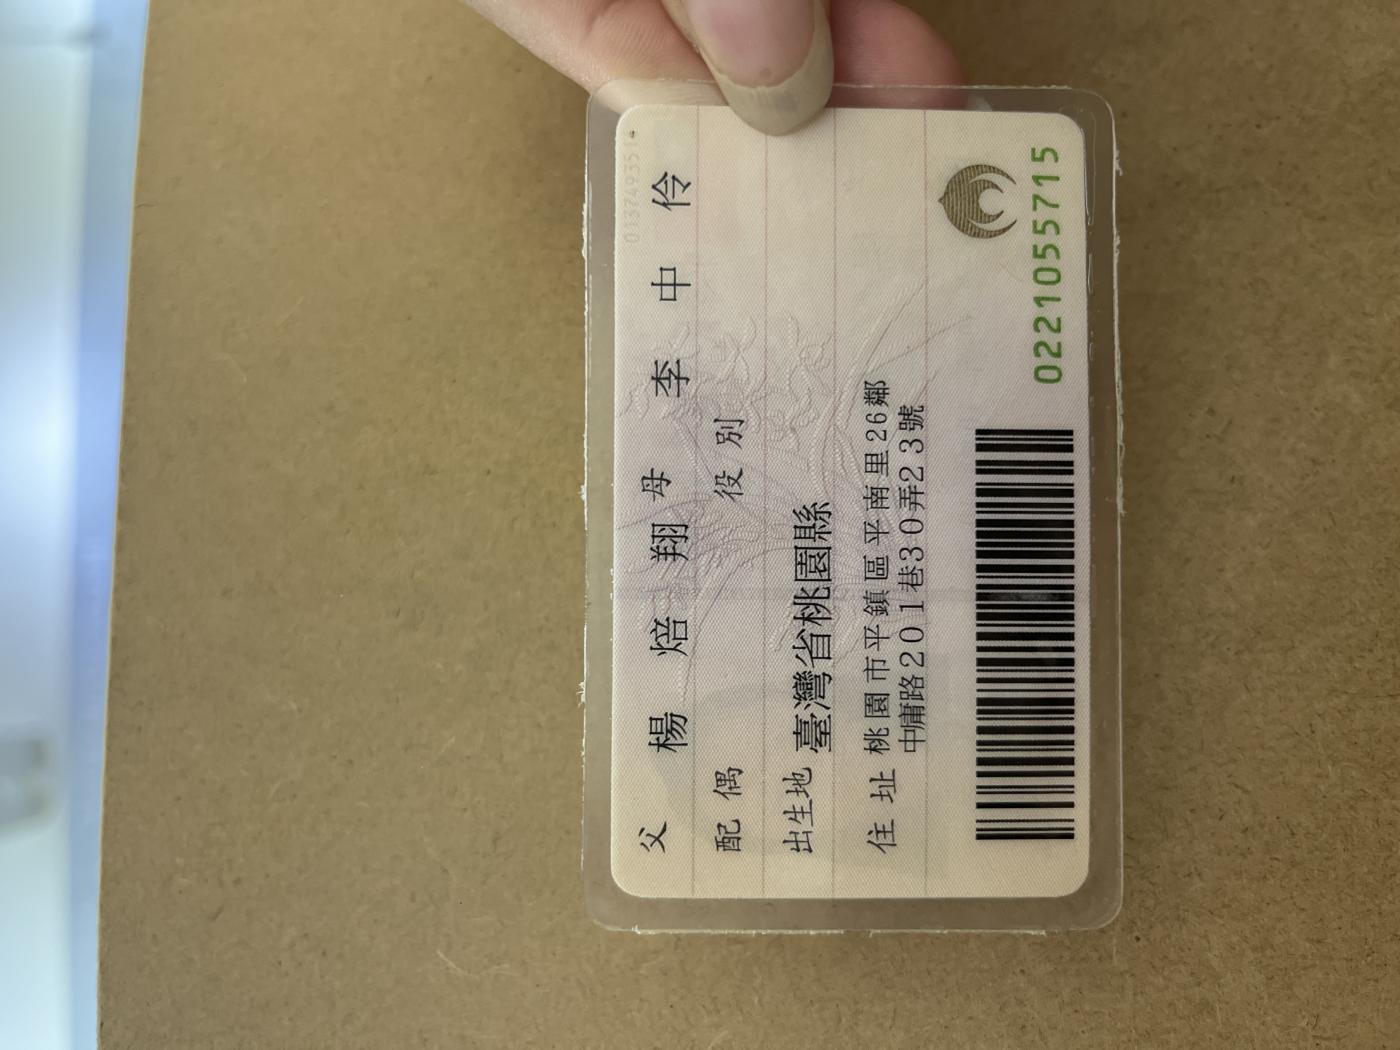 0137493514
父 楊焙翔 母 李中伶
配偶 役別
出生地 臺灣省桃園縣
住址 桃園市平鎮區平南里26鄰
中庸路201巷30弄23號
0221055715